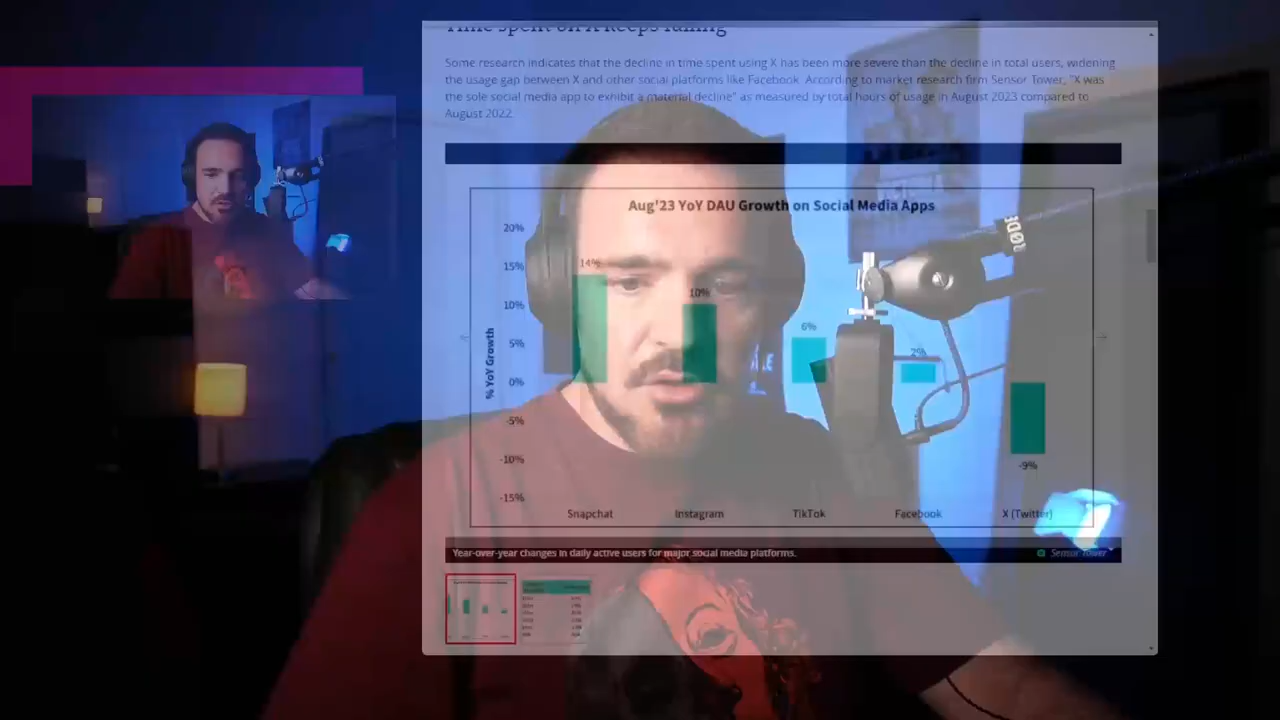 Time spent on X keeps falling
Some research indicates that the decline in time spent using X has been more severe than the decline in total users, widening
the usage gap between X and other social platforms like Facebook. According to market research firm Sensor Tower, "X was
the sole social media app to exhibit a material decline" as measured by total hours of usage in August 2023 compared to
August 2022.
Aug'23 YoY DAU Growth on Social Media Apps
% YoY Growth
20%
15%
10%
5%
0%
-5%
-10%
-15%
14%
10%
6%
2%
-9%
Snapchat
Instagram
TikTok
Facebook
X (Twitter)
Year-over-year changes in daily active users for major social media platforms.
Sensor Tower
RØDE